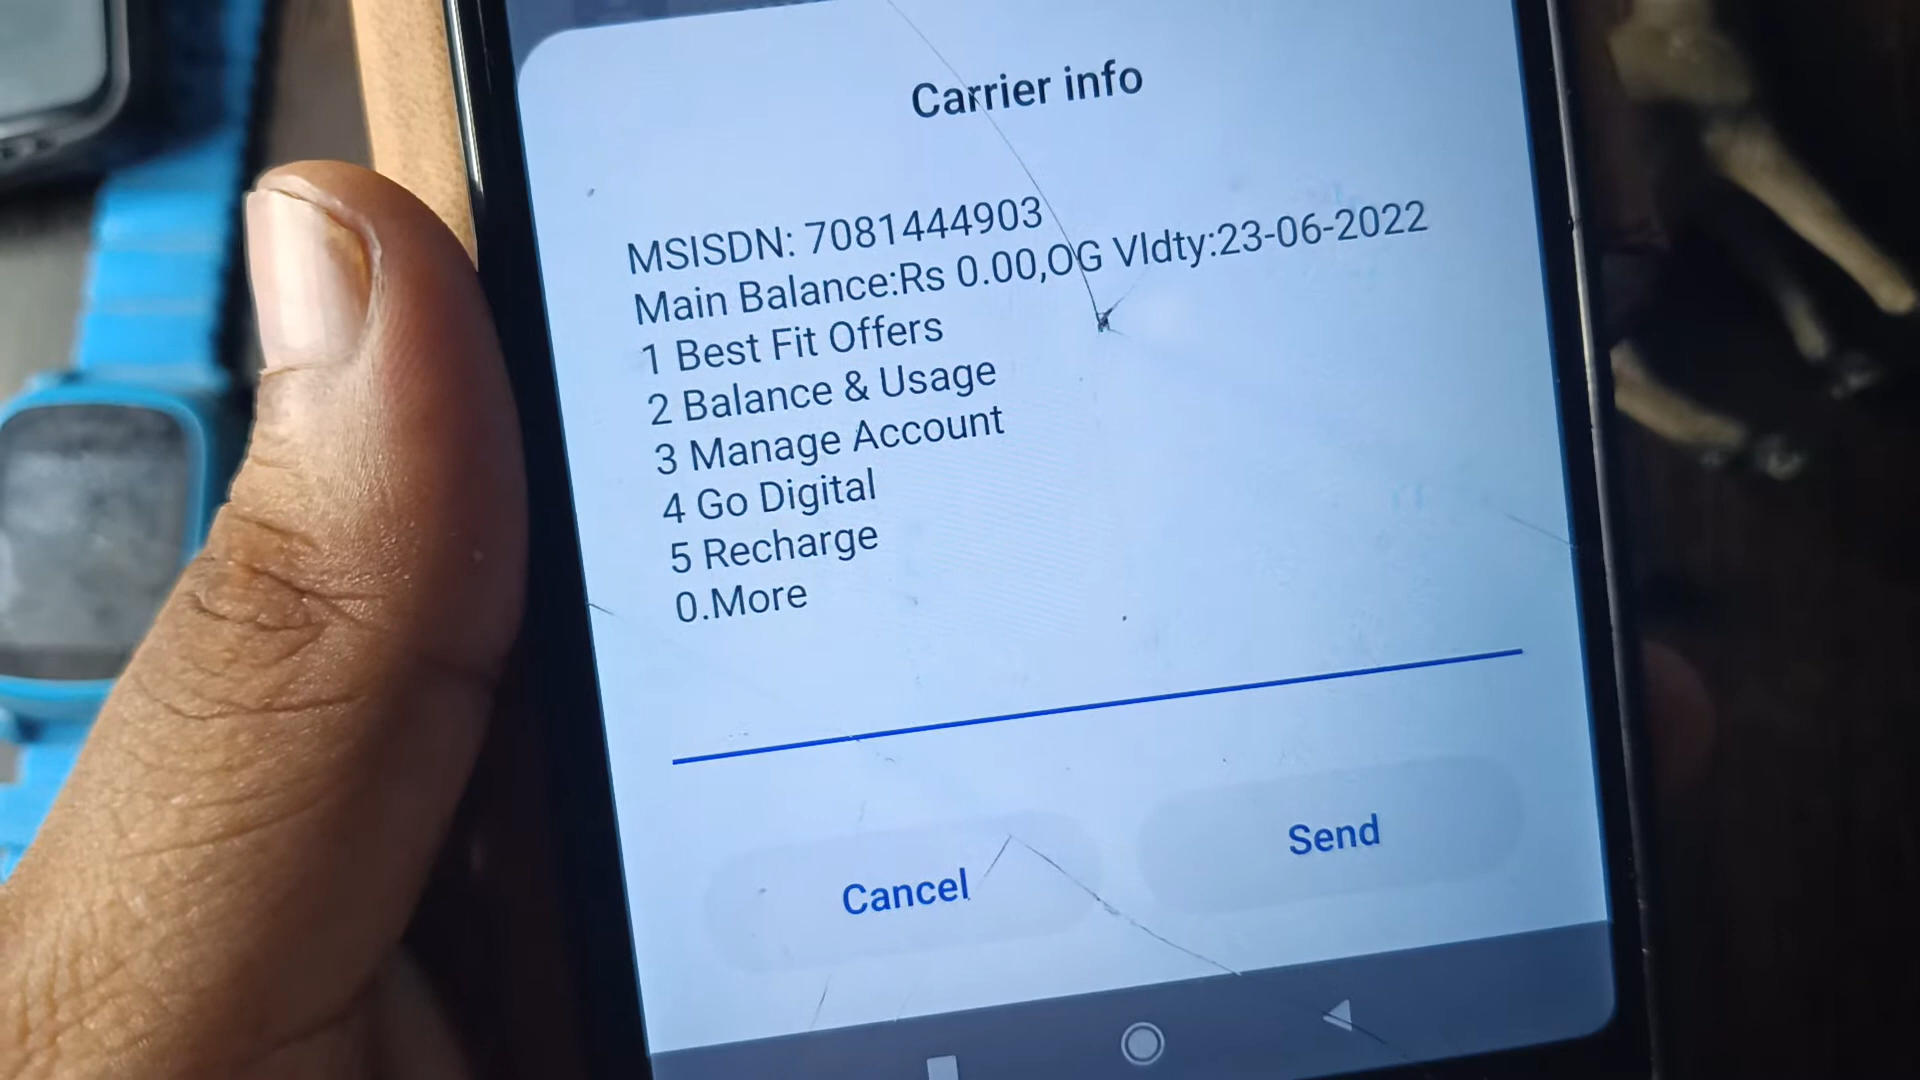 Carrier info
MSISDN: 7081444903
Main Balance:Rs 0.00,OG Vldty:23-06-2022
1 Best Fit Offers
2 Balance & Usage
3 Manage Account
4 Go Digital
5 Recharge
0.More
Cancel
Send